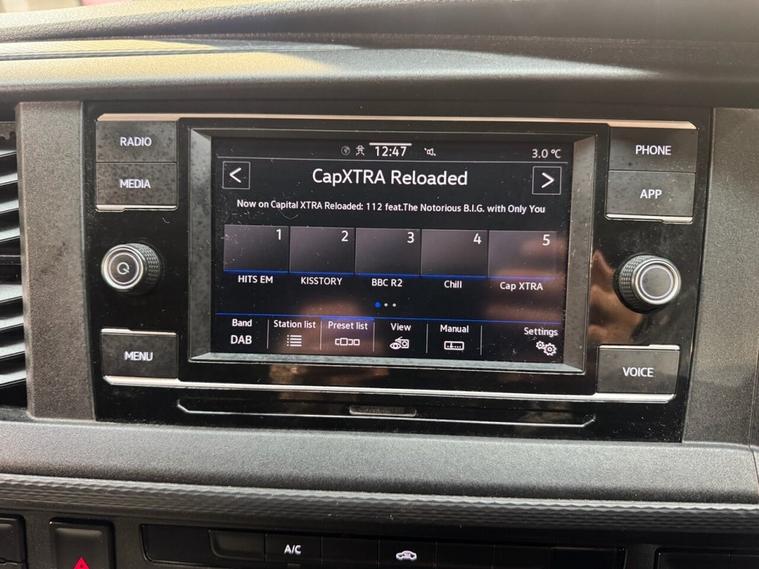 RADIO
MEDIA
MENU
12:47
3.0 °C
CapXTRA Reloaded
Now on Capital XTRA Reloaded: 112 feat.The Notorious B.I.G. with Only You
1 2 3 4 5
HITS EM KISSTORY BBC R2 Chill Cap XTRA
Band Station list Preset list View Manual Settings
DAB
PHONE
APP
VOICE
A/C